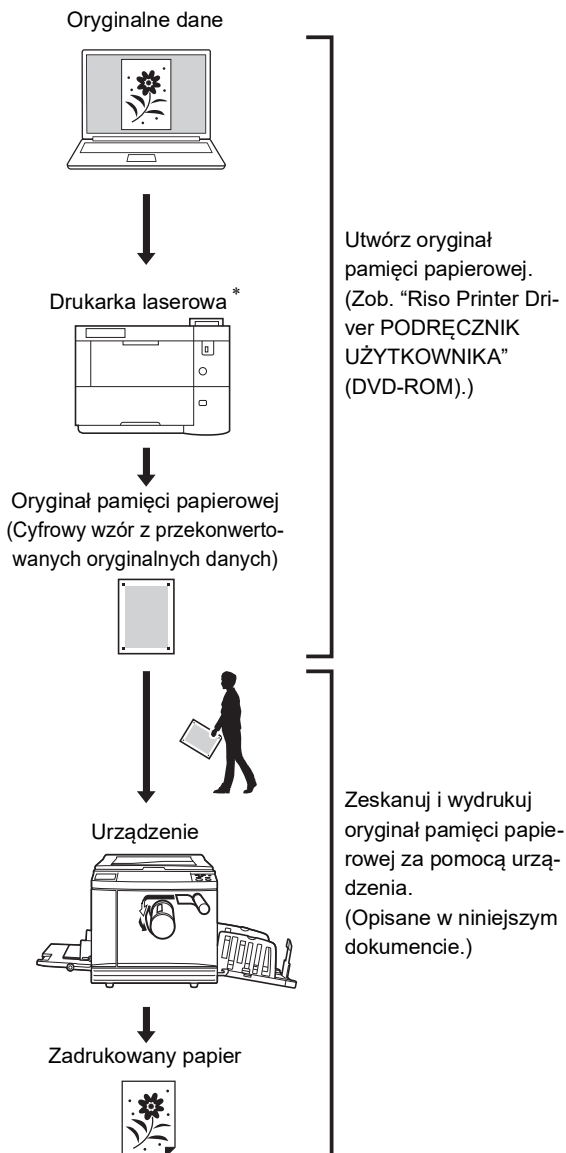 Oryginalne dane
Drukarka laserowa *
Utwórz oryginał
pamięci papierowej.
(Zob. “Riso Printer Dri-
ver PODRĘCZNIK
UŻYTKOWNIKA”
(DVD-ROM).)
Oryginał pamięci papierowej
(Cyfrowy wzór z przekonwerto-
wanych oryginalnych danych)
Urządzenie
Zeskanuj i wydrukuj
oryginał pamięci papie-
rowej za pomocą urzą-
dzenia.
(Opisane w niniejszym
dokumencie.)
Zadrukowany papier